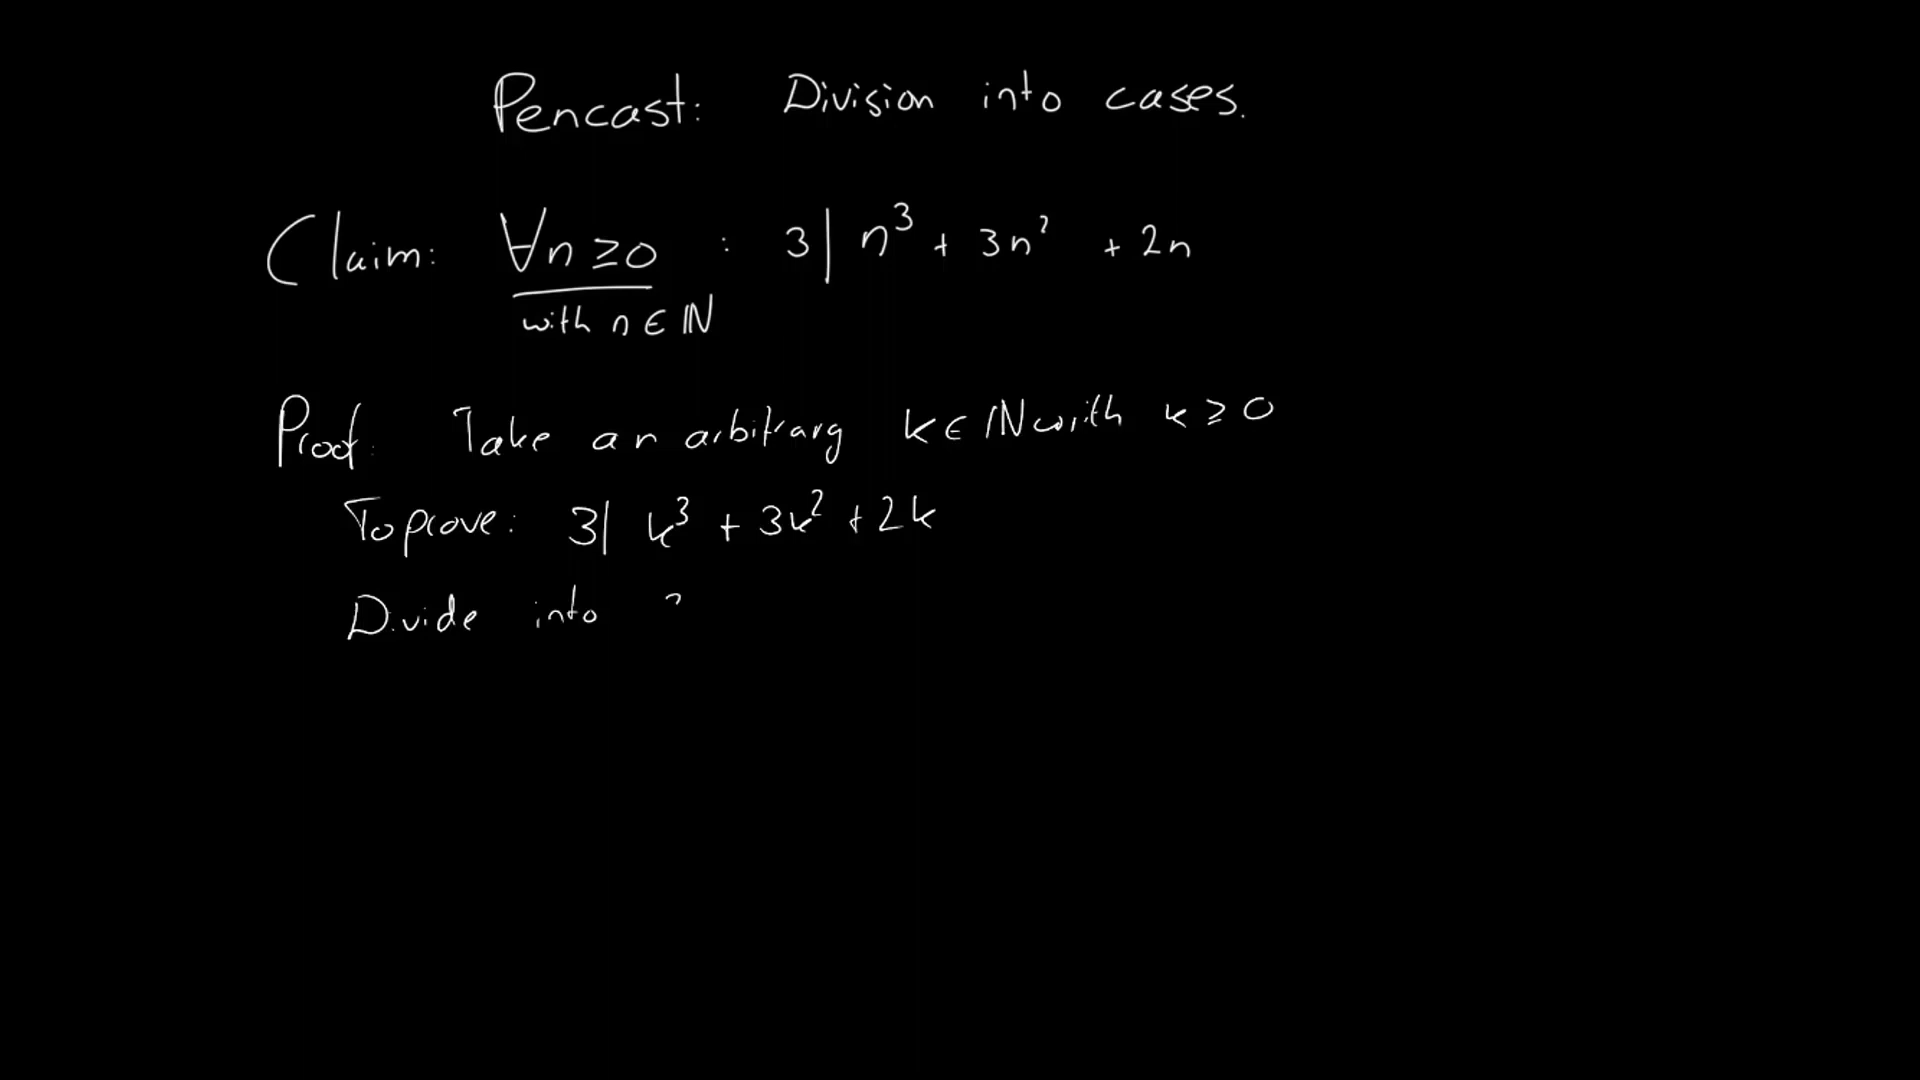 Pencast: Division into cases.
Claim: ∀n ≥ 0 : 3 | n³ + 3n² + 2n
with n ∈ ℕ
Proof: Take an arbitrary k ∈ ℕ with k ≥ 0
To prove: 3 | k³ + 3k² + 2k
Divide into